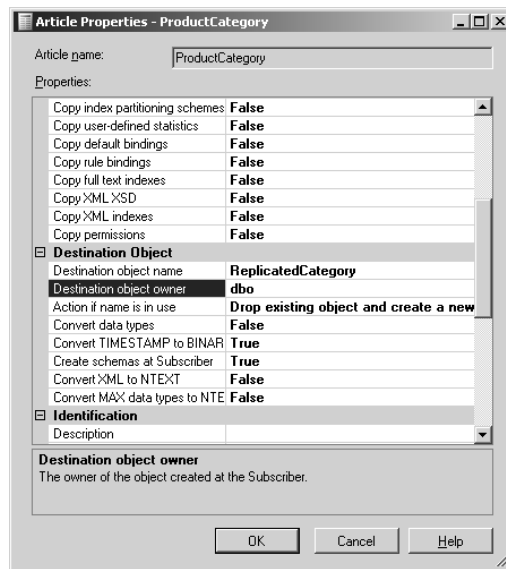 Article Properties - ProductCategory
Article name: ProductCategory
Properties:
Copy index partitioning schemes False
Copy user-defined statistics False
Copy default bindings False
Copy rule bindings False
Copy full text indexes False
Copy XML XSD False
Copy XML indexes False
Copy permissions False
Destination Object
Destination object name ReplicatedCategory
Destination object owner dbo
Action if name is in use Drop existing object and create a new
Convert data types False
Convert TIMESTAMP to BINAR True
Create schemas at Subscriber True
Convert XML to NTEXT False
Convert MAX data types to NTE False
Identification
Description
Destination object owner
The owner of the object created at the Subscriber.
OK Cancel Help